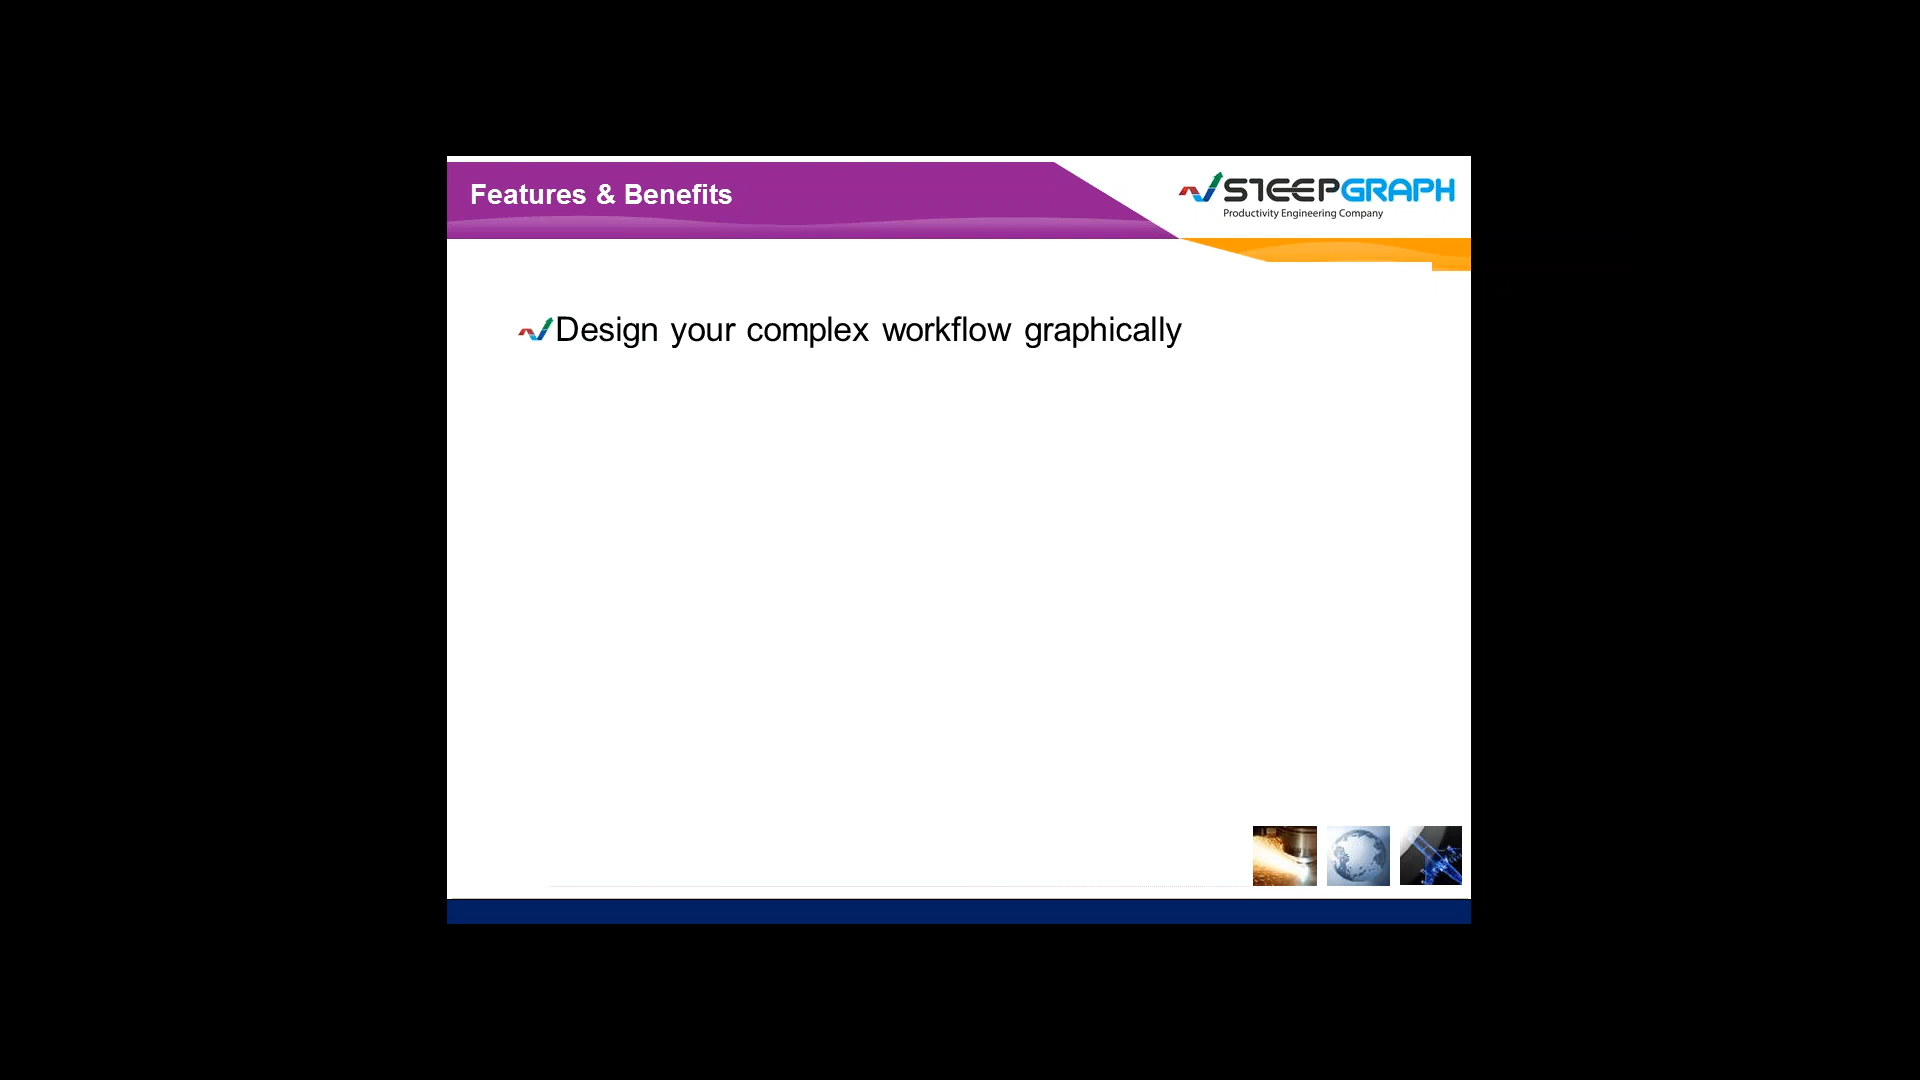 Features & Benefits
STEEPGRAPH
Productivity Engineering Company
Design your complex workflow graphically